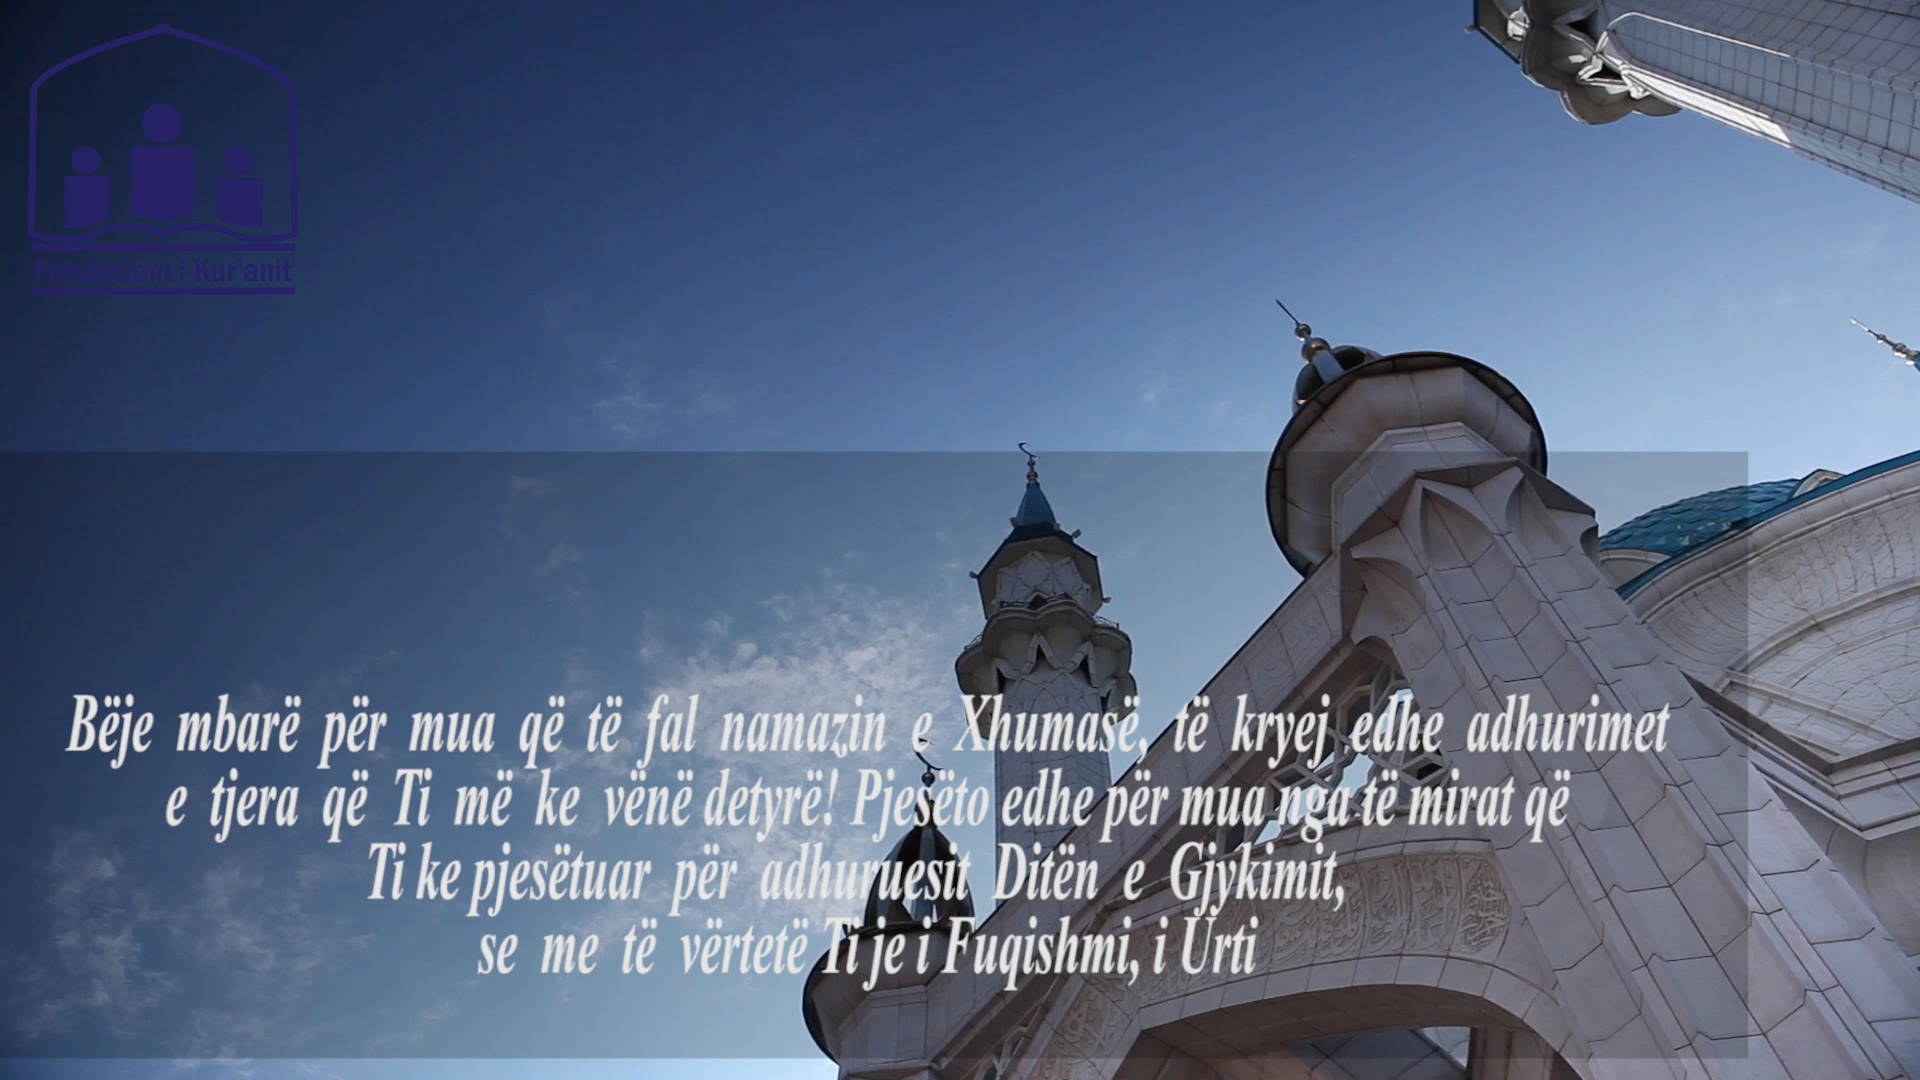 Fondacioni i Kur'anit
Bëje mbarë për mua që të fal namazin e Xhumasë, të kryej edhe adhurimet
e tjera që Ti më ke vënë detyrë! Pjesëto edhe për mua nga të mirat që
Ti ke pjesëtuar për adhuruesit Ditën e Gjykimit,
se me të vërtetë Ti je i Fuqishmi, i Urti